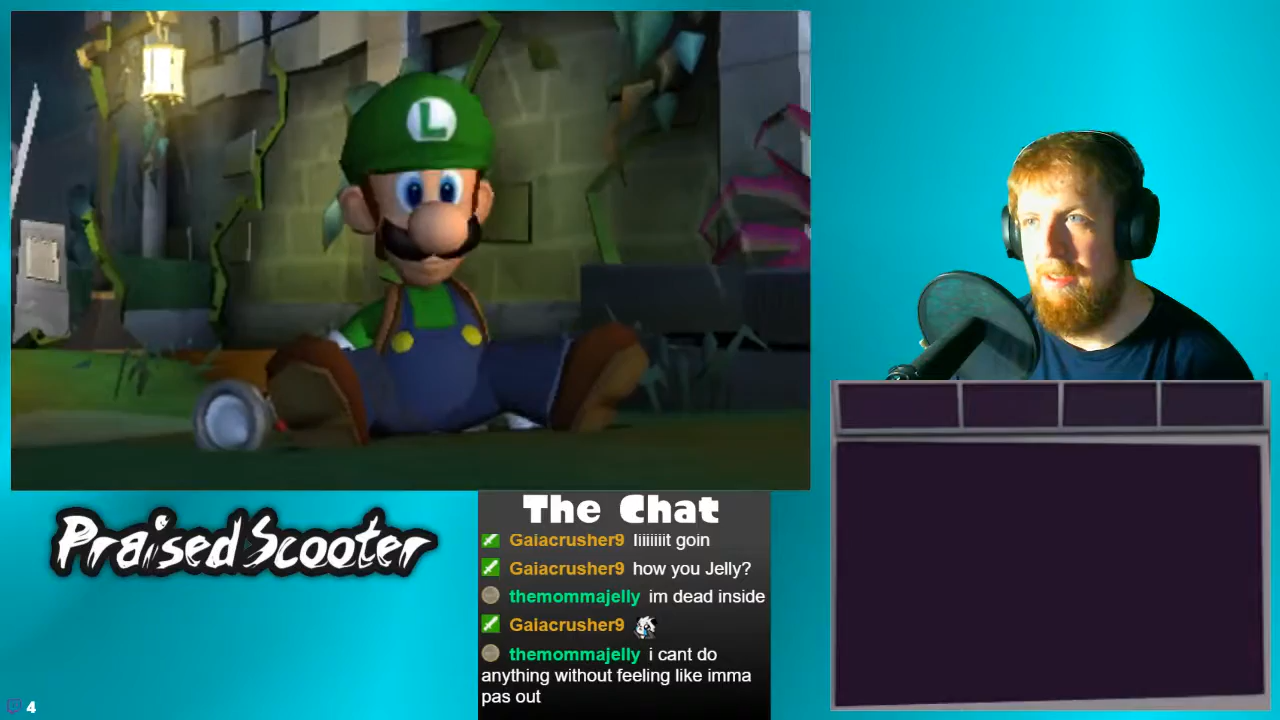 L
Praised Scooter
The Chat
Gaiacrusher9 Iiiiiiiit goin
Gaiacrusher9 how you Jelly?
themommajelly im dead inside
Gaiacrusher9
themommajelly i cant do
anything without feeling like imma
pas out
4